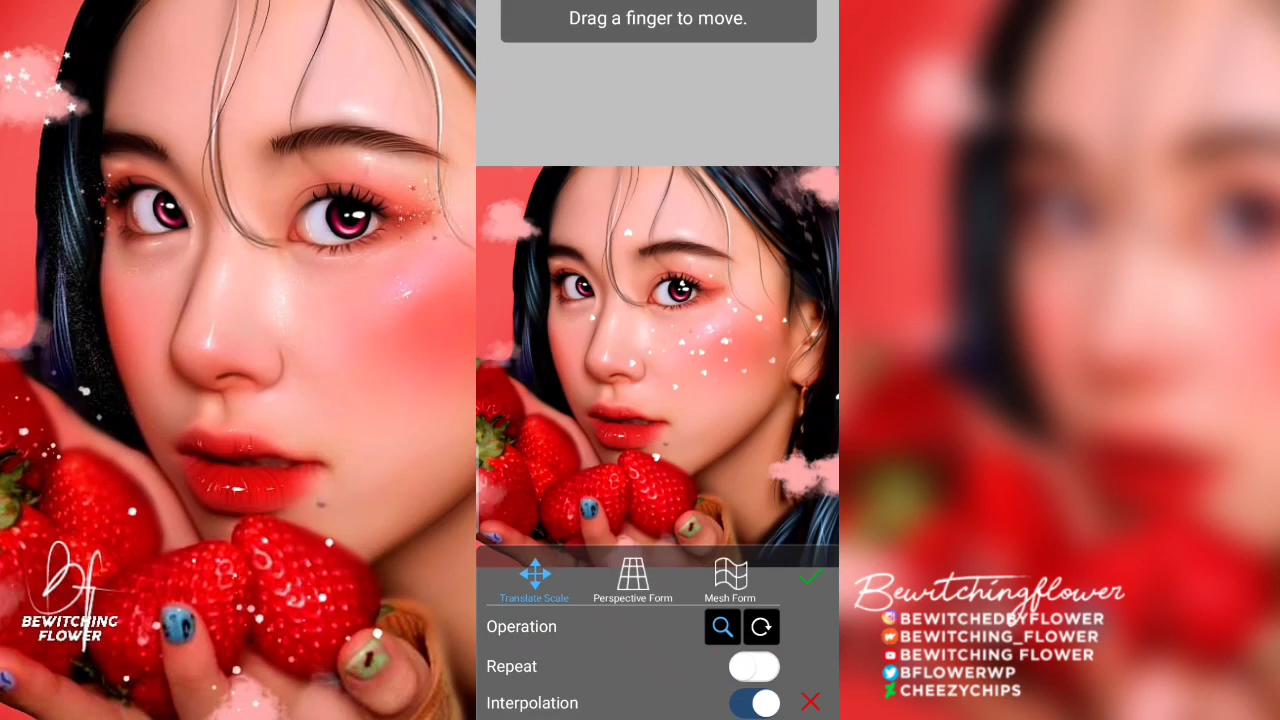 BEWITCHING
FLOWER
Drag a finger to move.
Translate Scale
Perspective Form
Mesh Form
Operation
Repeat
Interpolation
Bewitchingflower
BEWITCHEDBYFLOWER
BEWITCHING_FLOWER
BEWITCHING FLOWER
BFLOWERWP
CHEEZYCHIPS